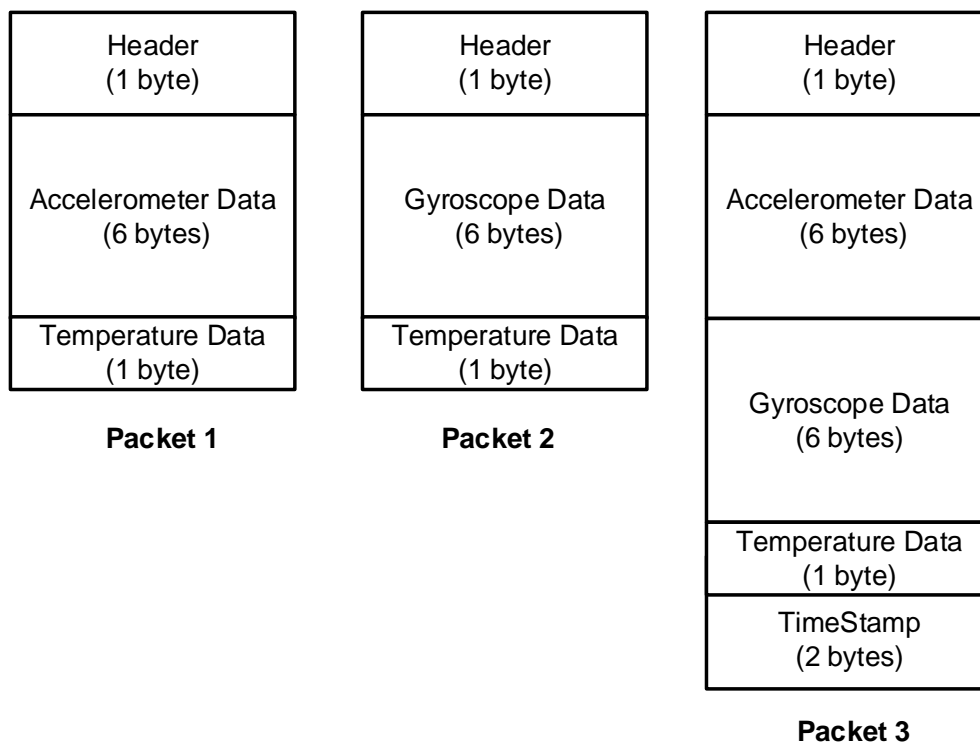 Header
(1 byte)
Accelerometer Data
(6 bytes)
Temperature Data
(1 byte)
Packet 1
Header
(1 byte)
Gyroscope Data
(6 bytes)
Temperature Data
(1 byte)
Packet 2
Header
(1 byte)
Accelerometer Data
(6 bytes)
Gyroscope Data
(6 bytes)
Temperature Data
(1 byte)
TimeStamp
(2 bytes)
Packet 3